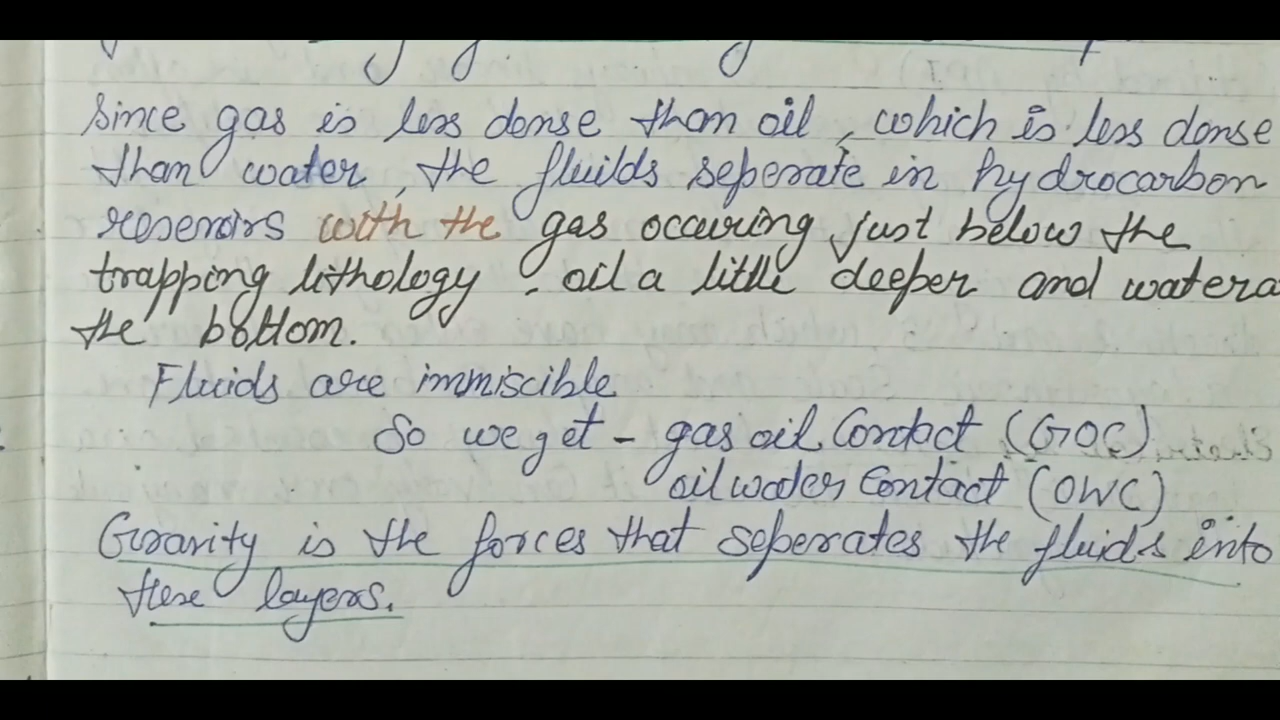 since gas is less dense than oil, which is less dense
than water, the fluilds seperate in hydrocarbon
reservoirs with the gas occuring just below the
trapping lithology - oil a little deeper and water a
the bottom.
Fluids are immiscible
So we get - gas oil Contact (GOC)
oil water Contact (OWC)
Gravity is the forces that seperates the fluids into
these layers.